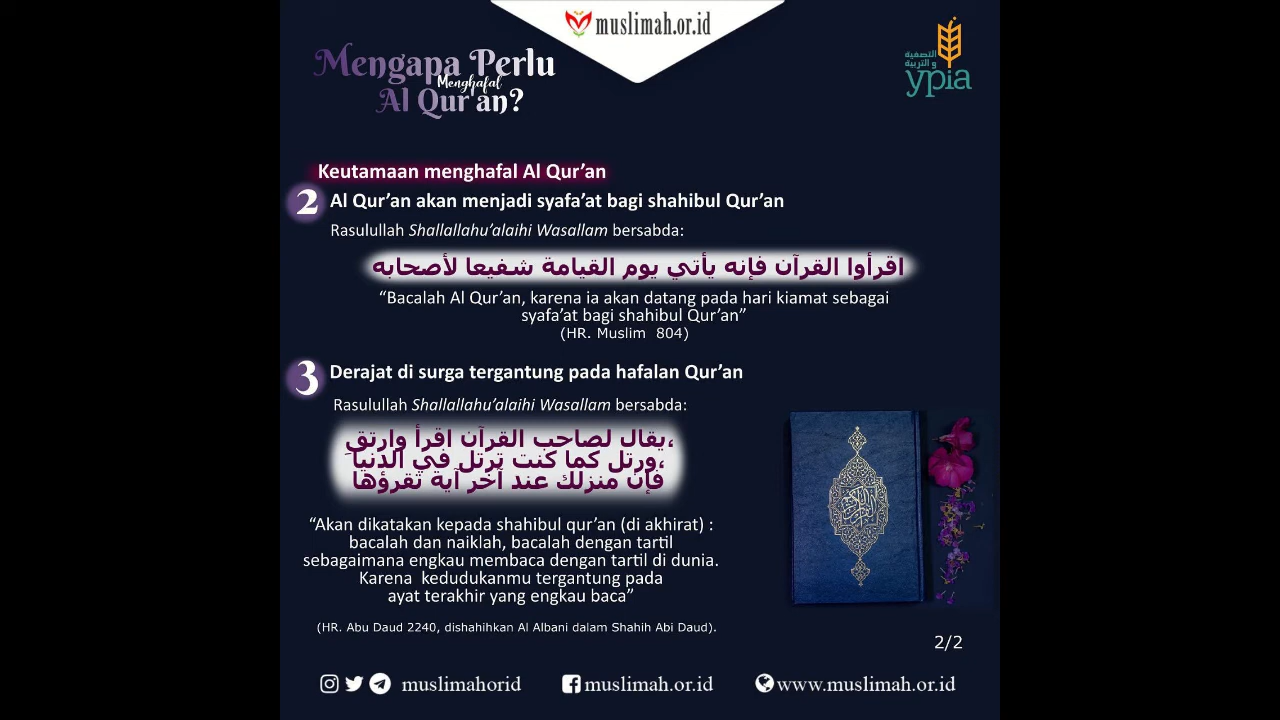 muslimah.or.id
Mengapa Perlu
Menghafal
Al Qur'an?
التصفية
و التربية
ypia
Keutamaan menghafal Al Qur’an
2 Al Qur’an akan menjadi syafa’at bagi shahibul Qur’an
Rasulullah Shallallahu’alaihi Wasallam bersabda:
اقرأوا القرآن فإنه يأتي يوم القيامة شفيعا لأصحابه
“Bacalah Al Qur’an, karena ia akan datang pada hari kiamat sebagai
syafa’at bagi shahibul Qur’an”
(HR. Muslim 804)
3 Derajat di surga tergantung pada hafalan Qur’an
Rasulullah Shallallahu’alaihi Wasallam bersabda:
،يقال لصاحب القرآن اقرأ وارتقِ
،ورتل كما كنت ترتل في الدنيا
فإن منزلك عند آخر آية تقرؤها
“Akan dikatakan kepada shahibul qur’an (di akhirat) :
bacalah dan naiklah, bacalah dengan tartil
sebagaimana engkau membaca dengan tartil di dunia.
Karena kedudukanmu tergantung pada
ayat terakhir yang engkau baca”
(HR. Abu Daud 2240, dishahihkan Al Albani dalam Shahih Abi Daud).
2/2
muslimahorid
muslimah.or.id
www.muslimah.or.id